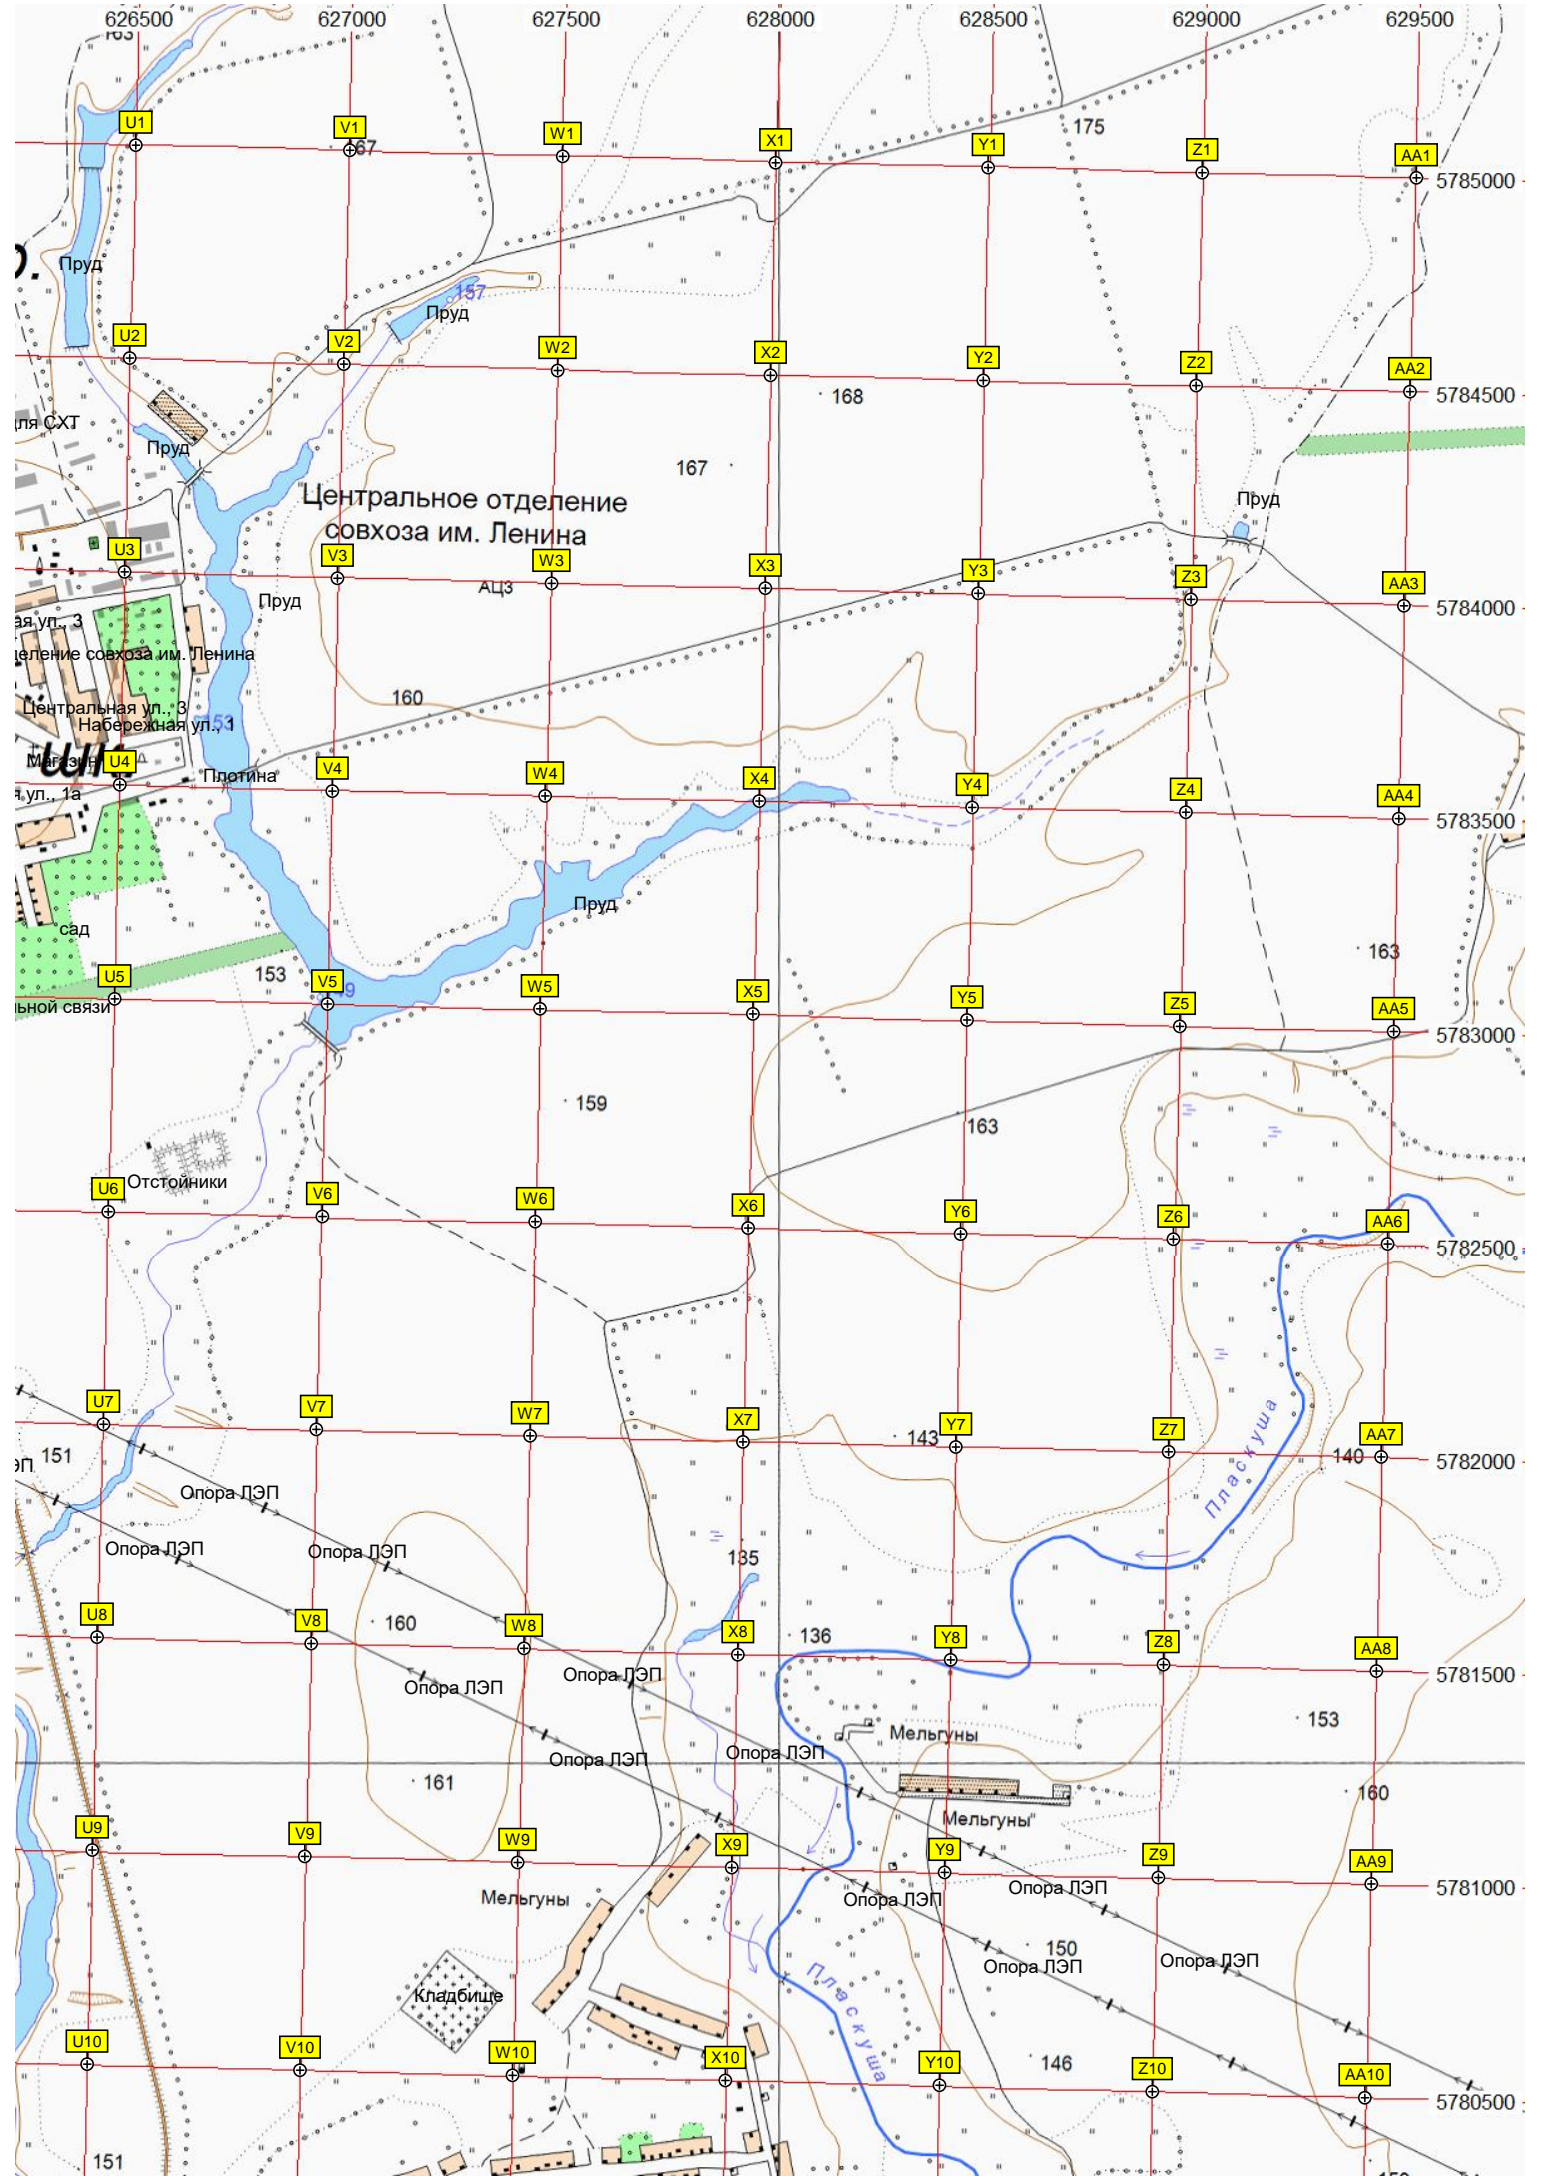 626500 627000 627500 628000 628500 629000 629500
U1 V1 W1 X1 Y1 175 Z1 AA1
67
5785000
Пруд
157
Пруд
U2 V2 W2 X2 Y2 Z2 AA2
168
5784500
для СХТ
Пруд
167
Центральное отделение
совхоза им. Ленина
Пруд
U3 V3 W3 X3 Y3 Z3 AA3
АЦЗ
Пруд
5784000
ая ул., 3
деление совхоза им. Ленина
160
Центральная ул., 3
153
Набережная ул., 1
Магазин
U4 V4 W4 X4 Y4 Z4 AA4
Плотина
я ул., 1а
5783500
Пруд
сад
163
153
U5 V5 W5 X5 Y5 Z5 AA5
льной связи
5783000
159
163
Отстойники
U6 V6 W6 X6 Y6 Z6 AA6
5782500
U7 V7 W7 X7 Y7 Z7 AA7
143
151
140
5782000
Пласкуша
Опора ЛЭП
Опора ЛЭП
Опора ЛЭП
135
U8 V8 W8 X8 Y8 Z8 AA8
160
136
Опора ЛЭП
5781500
Опора ЛЭП
153
Мельгуны
Опора ЛЭП
Опора ЛЭП
161
160
Мельгуны
U9 V9 W9 X9 Y9 Z9 AA9
5781000
Опора ЛЭП
Мельгуны
Опора ЛЭП
150
Опора ЛЭП
Опора ЛЭП
Пласкуша
Кладбище
U10 V10 W10 X10 Y10 Z10 AA10
146
5780500
151